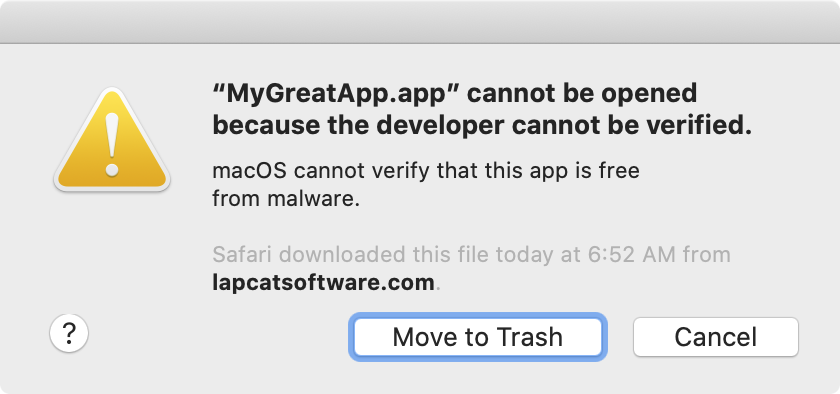 “MyGreatApp.app” cannot be opened
because the developer cannot be verified.
macOS cannot verify that this app is free
from malware.
Safari downloaded this file today at 6:52 AM from
lapcatsoftware.com.
?
Move to Trash
Cancel